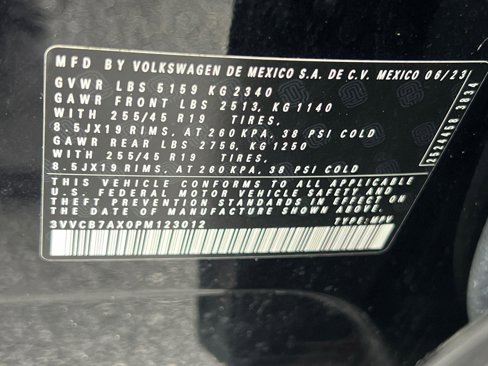 MFD BY VOLKSWAGEN DE MEXICO S.A. DE C.V. MEXICO 06/23
GVWR LBS 5159 KG 2340
GAWR FRONT LBS 2513, KG 1140
WITH 255/45 R19 TIRES,
8.5JX19 RIMS, AT 260 KPA, 38 PSI COLD
GAWR REAR LBS 2756, KG 1250
WITH 255/45 R19 TIRES,
8.5JX19 RIMS, AT 260 KPA, 38 PSI COLD
THIS VEHICLE CONFORMS TO ALL APPLICABLE
U.S. FEDERAL MOTOR VEHICLE SAFETY AND
THEFT PREVENTION STANDARDS IN EFFECT ON
THE DATE OF MANUFACTURE SHOWN ABOVE.
3VVCB7AX0PM123012 TYPE:MPV